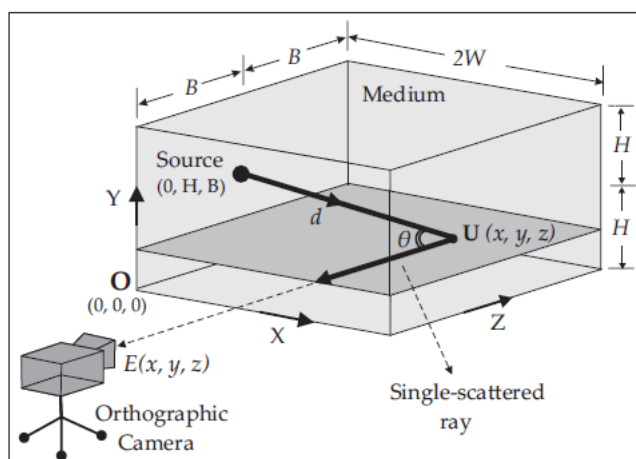 B
B
2W
Medium
H
Source
(0, H, B)
Y
d
θ
U (x, y, z)
H
O
(0, 0, 0)
X
Z
E(x, y, z)
Single-scattered
ray
Orthographic
Camera